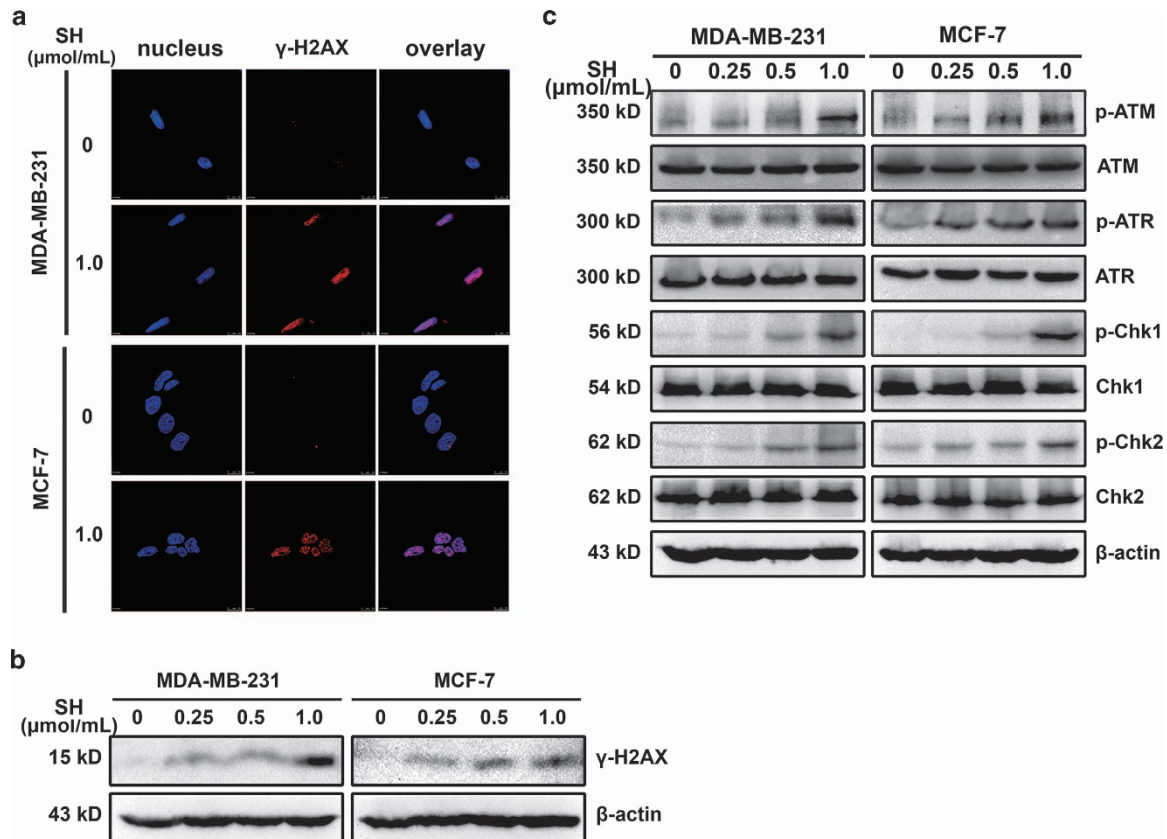 a
SH
(μmol/mL)
nucleus γ-H2AX overlay
MDA-MB-231
0
1.0
MCF-7
0
1.0
b
MDA-MB-231 MCF-7
SH
(μmol/mL)
0 0.25 0.5 1.0 0 0.25 0.5 1.0
15 kD γ-H2AX
43 kD β-actin
c
MDA-MB-231 MCF-7
SH
(μmol/mL)
0 0.25 0.5 1.0 0 0.25 0.5 1.0
350 kD p-ATM
350 kD ATM
300 kD p-ATR
300 kD ATR
56 kD p-Chk1
54 kD Chk1
62 kD p-Chk2
62 kD Chk2
43 kD β-actin